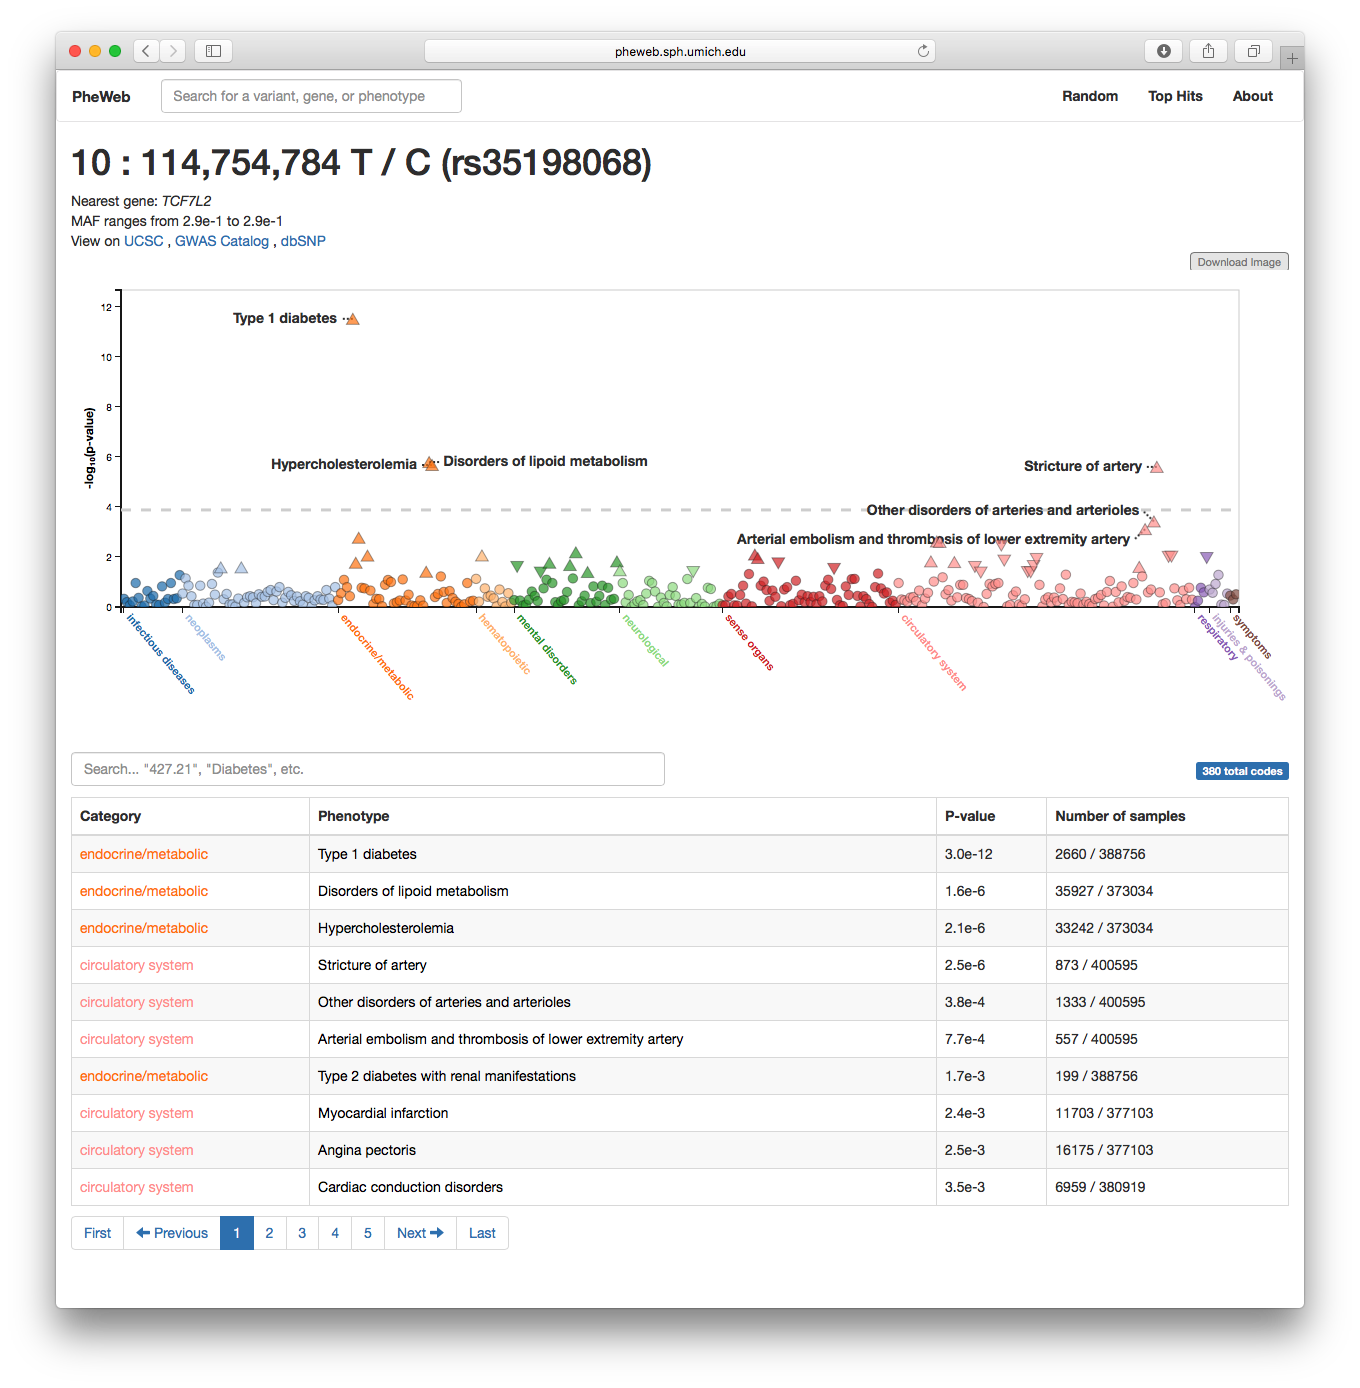 pheweb.sph.umich.edu
PheWeb
Search for a variant, gene, or phenotype
Random
Top Hits
About
10 : 114,754,784 T / C (rs35198068)
Nearest gene: TCF7L2
MAF ranges from 2.9e-1 to 2.9e-1
View on UCSC , GWAS Catalog , dbSNP
Download Image
-log10(p-value)
12
10
8
6
4
2
0
Type 1 diabetes
Hypercholesterolemia
Disorders of lipoid metabolism
Stricture of artery
Other disorders of arteries and arterioles
Arterial embolism and thrombosis of lower extremity artery
infectious diseases
neoplasms
endocrine/metabolic
hematopoietic
mental disorders
neurological
sense organs
circulatory system
respiratory
injuries & poisonings
symptoms
Search... "427.21", "Diabetes", etc.
380 total codes
Category Phenotype P-value Number of samples
endocrine/metabolic Type 1 diabetes 3.0e-12 2660 / 388756
endocrine/metabolic Disorders of lipoid metabolism 1.6e-6 35927 / 373034
endocrine/metabolic Hypercholesterolemia 2.1e-6 33242 / 373034
circulatory system Stricture of artery 2.5e-6 873 / 400595
circulatory system Other disorders of arteries and arterioles 3.8e-4 1333 / 400595
circulatory system Arterial embolism and thrombosis of lower extremity artery 7.7e-4 557 / 400595
endocrine/metabolic Type 2 diabetes with renal manifestations 1.7e-3 199 / 388756
circulatory system Myocardial infarction 2.4e-3 11703 / 377103
circulatory system Angina pectoris 2.5e-3 16175 / 377103
circulatory system Cardiac conduction disorders 3.5e-3 6959 / 380919
First Previous 1 2 3 4 5 Next Last